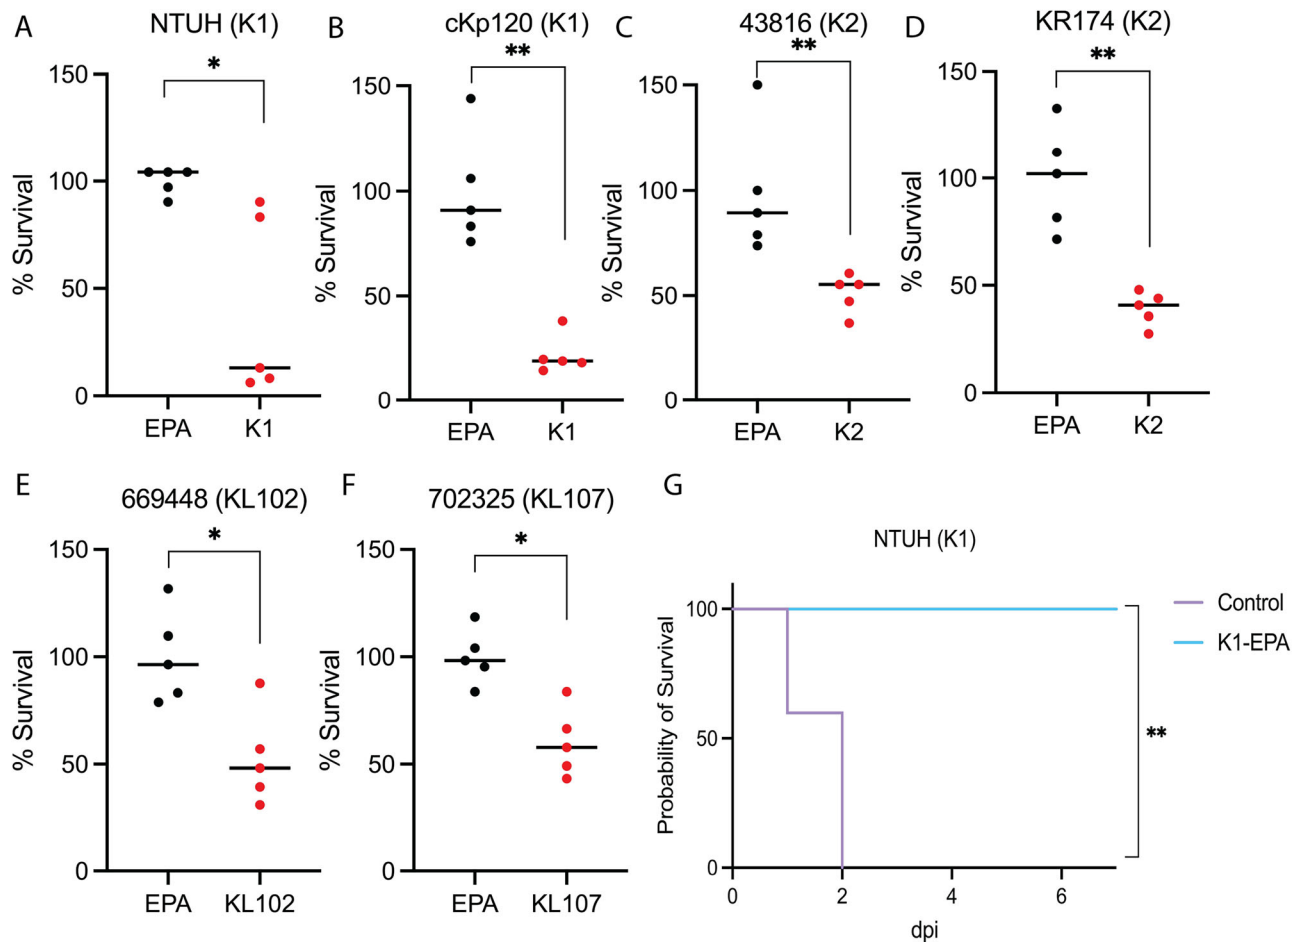 A
NTUH (K1)
*
% Survival
150
100
50
0
EPA
K1
B
cKp120 (K1)
**
% Survival
150
100
50
0
EPA
K1
C
43816 (K2)
**
% Survival
150
100
50
0
EPA
K2
D
KR174 (K2)
**
% Survival
150
100
50
0
EPA
K2
E
669448 (KL102)
*
% Survival
150
100
50
0
EPA
KL102
F
702325 (KL107)
*
% Survival
150
100
50
0
EPA
KL107
G
NTUH (K1)
Probability of Survival
100
50
0
0
2
4
6
dpi
Control
K1-EPA
**